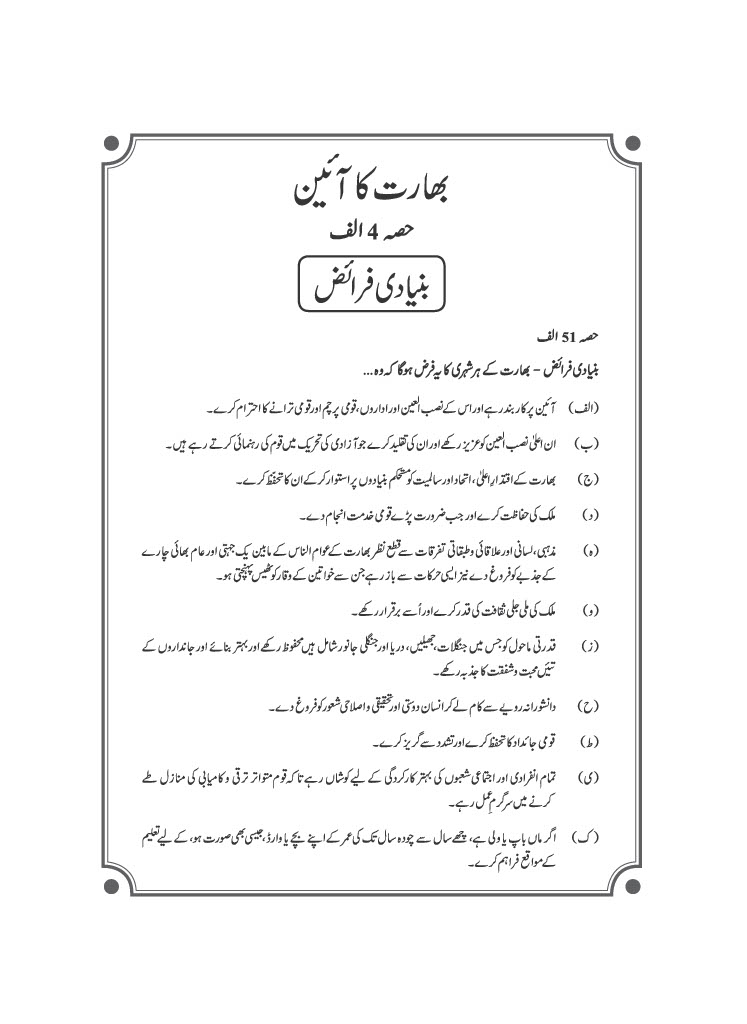 بھارت کا آئین
حصہ 4 الف
بنیادی فرائض
حصہ 51 الف
بنیادی فرائض – بھارت کے ہر شہری کا یہ فرض ہوگا کہ وہ ...
(الف) آئین پر کاربند رہے اور اس کے نصب العین اور اداروں، قومی پرچم اور قومی ترانے کا احترام کرے۔
(ب) ان اعلیٰ نصب العین کو عزیز رکھے اور ان کی تقلید کرے جو آزادی کی تحریک میں قوم کی رہنمائی کرتے رہے ہیں۔
(ج) بھارت کے اقتدارِ اعلیٰ، اتحاد اور سالمیت کو مستحکم بنیادوں پر استوار کرکے ان کا تحفّظ کرے۔
(د) ملک کی حفاظت کرے اور جب ضرورت پڑے قومی خدمت انجام دے۔
(ہ) مذہبی، لسانی اور علاقائی و طبقاتی تفرقات سے قطع نظر بھارت کے عوام الناس کے مابین یک جہتی اور عام بھائی چارے
کے جذبے کو فروغ دے نیز ایسی حرکات سے باز رہے جن سے خواتین کے وقار کو ٹھیس پہنچتی ہو۔
(و) ملک کی ملی جلی ثقافت کی قدر کرے اور اُسے برقرار رکھے۔
(ز) قدرتی ماحول کو جس میں جنگلات، جھیلیں، دریا اور جنگلی جانور شامل ہیں محفوظ رکھے اور بہتر بنائے اور جانداروں کے
تئیں محبت و شفقت کا جذبہ رکھے۔
(ح) دانشورانہ رویے سے کام لے کر انسان دوستی اور تحقیقی و اصلاحی شعور کو فروغ دے۔
(ط) قومی جائداد کا تحفظ کرے اور تشدد سے گریز کرے۔
(ی) تمام انفرادی اور اجتماعی شعبوں کی بہتر کارکردگی کے لیے کوشاں رہے تاکہ قوم متواتر ترقی و کامیابی کی منازل طے
کرنے میں سرگرم عمل رہے۔
(ک) اگر ماں باپ یا ولی ہے، چھے سال سے چودہ سال تک کی عمر کے اپنے بچے یا وارڈ، جیسی بھی صورت ہو، کے لیے تعلیم
کے مواقع فراہم کرے۔